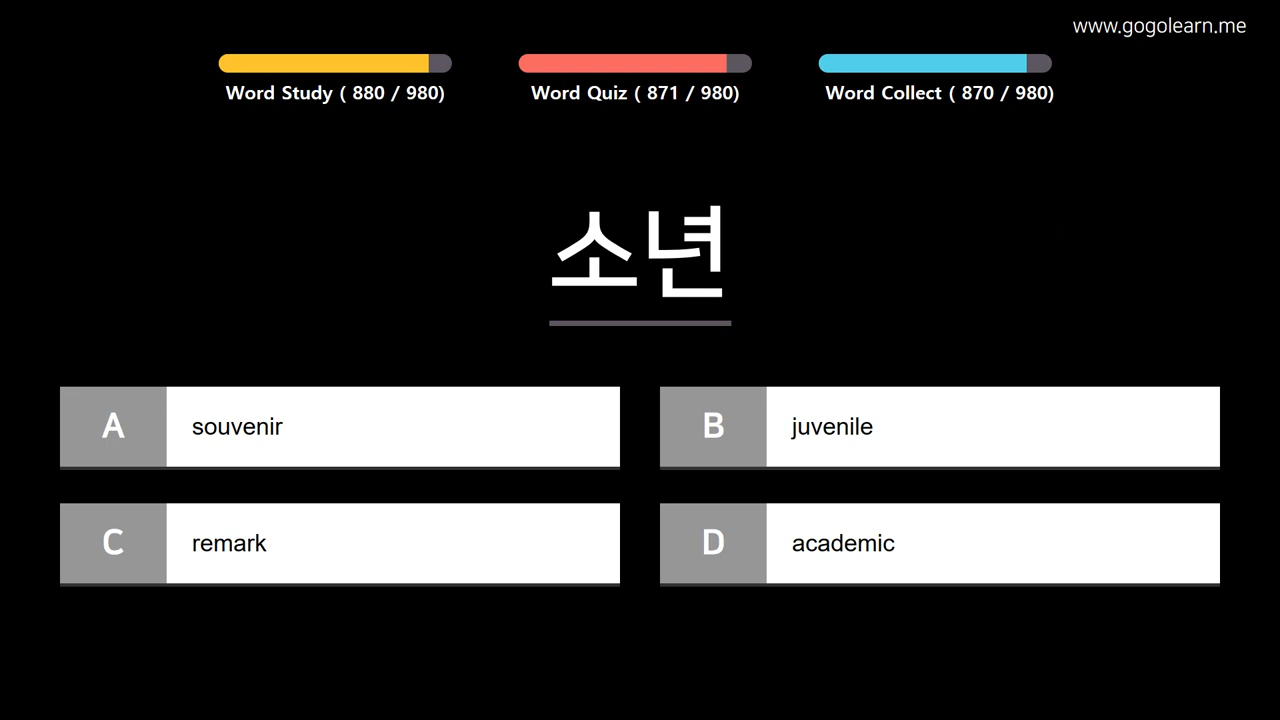 www.gogolearn.me
Word Study ( 880 / 980)
Word Quiz ( 871 / 980)
Word Collect ( 870 / 980)
소년
A souvenir
B juvenile
C remark
D academic